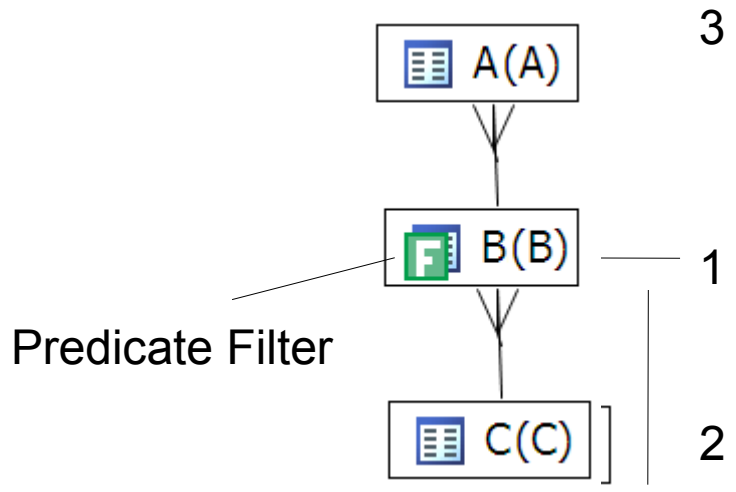 3
A(A)
F B(B)
1
Predicate Filter
C(C)
2